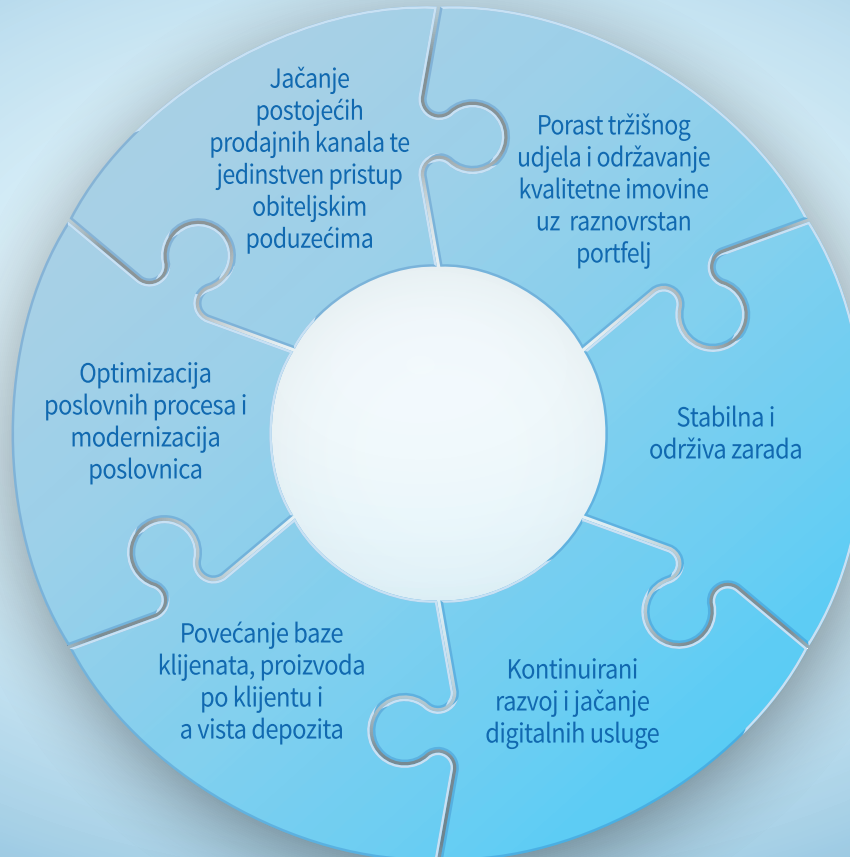 Jačanje
postojećih
prodajnih kanala te
jedinstven pristup
obiteljskim
poduzećima
Porast tržišnog
udjela i održavanje
kvalitetne imovine
uz raznovrstan
portfelj
Stabilna i
održiva zarada
Kontinuirani
razvoj i jačanje
digitalnih usluge
Povećanje baze
klijenata, proizvoda
po klijentu i
a vista depozita
Optimizacija
poslovnih procesa i
modernizacija
poslovnica